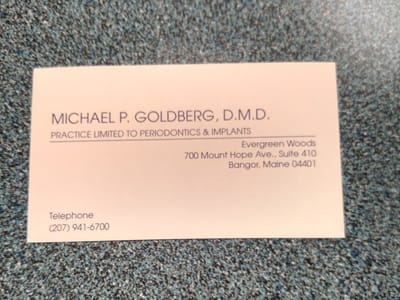 MICHAEL P. GOLDBERG, D.M.D.
PRACTICE LIMITED TO PERIODONTICS & IMPLANTS
Evergreen Woods
700 Mount Hope Ave., Suite 410
Bangor, Maine 04401
Telephone
(207) 941-6700